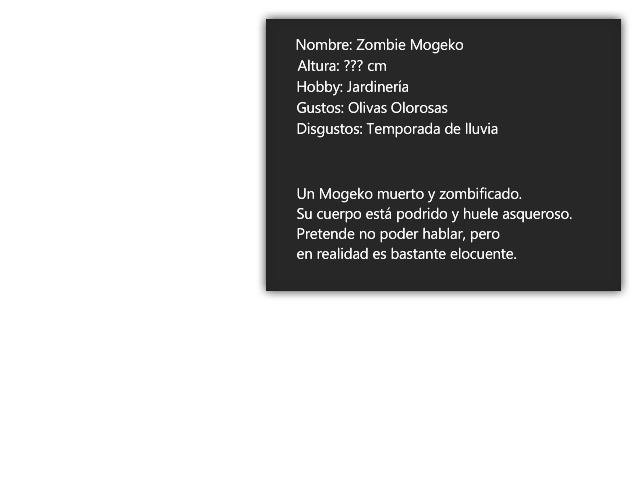 Nombre: Zombie Mogeko
Altura: ??? cm
Hobby: Jardinería
Gustos: Olivas Olorosas
Disgustos: Temporada de lluvia
Un Mogeko muerto y zombificado.
Su cuerpo está podrido y huele asqueroso.
Pretende no poder hablar, pero
en realidad es bastante elocuente.